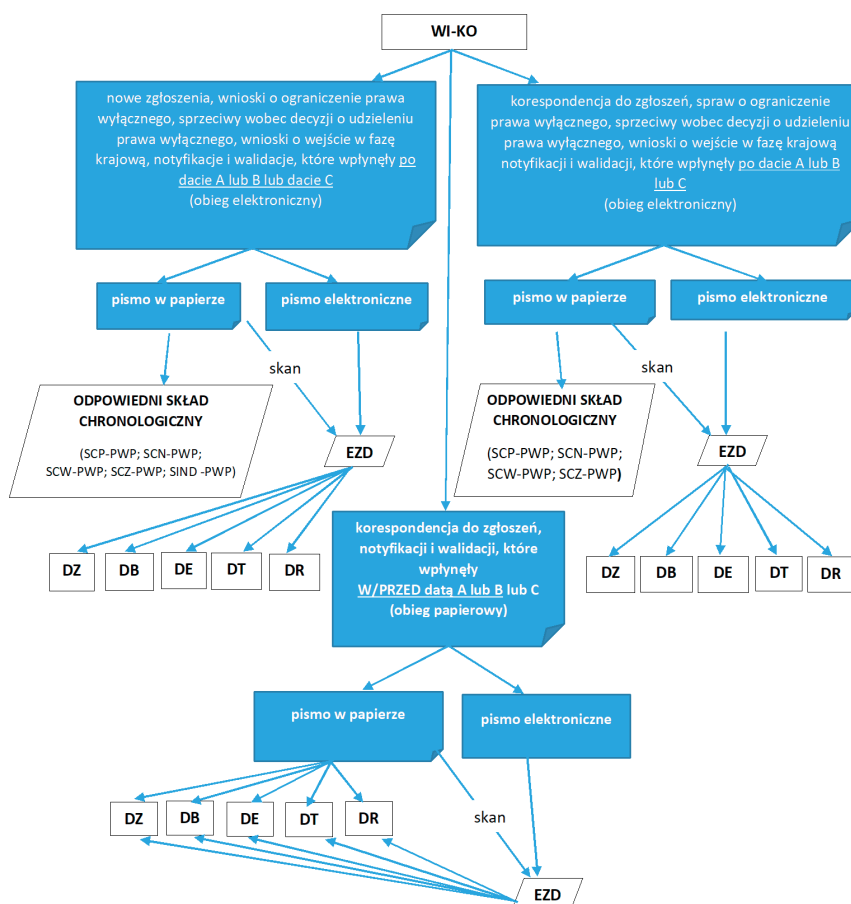 WI-KO
nowe zgłoszenia, wnioski o ograniczenie prawa
wyłącznego, sprzeciwy wobec decyzji o udzieleniu
prawa wyłącznego, wnioski o wejście w fazę
krajową, notyfikacje i walidacje, które wpłynęły po
dacie A lub B lub dacie C
(obieg elektroniczny)
korespondencja do zgłoszeń, spraw o ograniczenie
prawa wyłącznego, sprzeciwy wobec decyzji o udzieleniu
prawa wyłącznego, wnioski o wejście w fazę krajową
notyfikacji i walidacji, które wpłynęły po dacie A lub B
lub C
(obieg elektroniczny)
pismo w papierze
pismo elektroniczne
pismo w papierze
pismo elektroniczne
skan
skan
ODPOWIEDNI SKŁAD
CHRONOLOGICZNY
(SCP-PWP; SCN-PWP;
SCW-PWP; SCZ-PWP; SIND -PWP)
EZD
ODPOWIEDNI SKŁAD
CHRONOLOGICZNY
(SCP-PWP; SCN-PWP;
SCW-PWP; SCZ-PWP)
EZD
DZ
DB
DE
DT
DR
DZ
DB
DE
DT
DR
korespondencja do zgłoszeń,
notyfikacji i walidacji, które
wpłynęły
W/PRZED datą A lub B lub C
(obieg papierowy)
pismo w papierze
pismo elektroniczne
DZ
DB
DE
DT
DR
skan
EZD